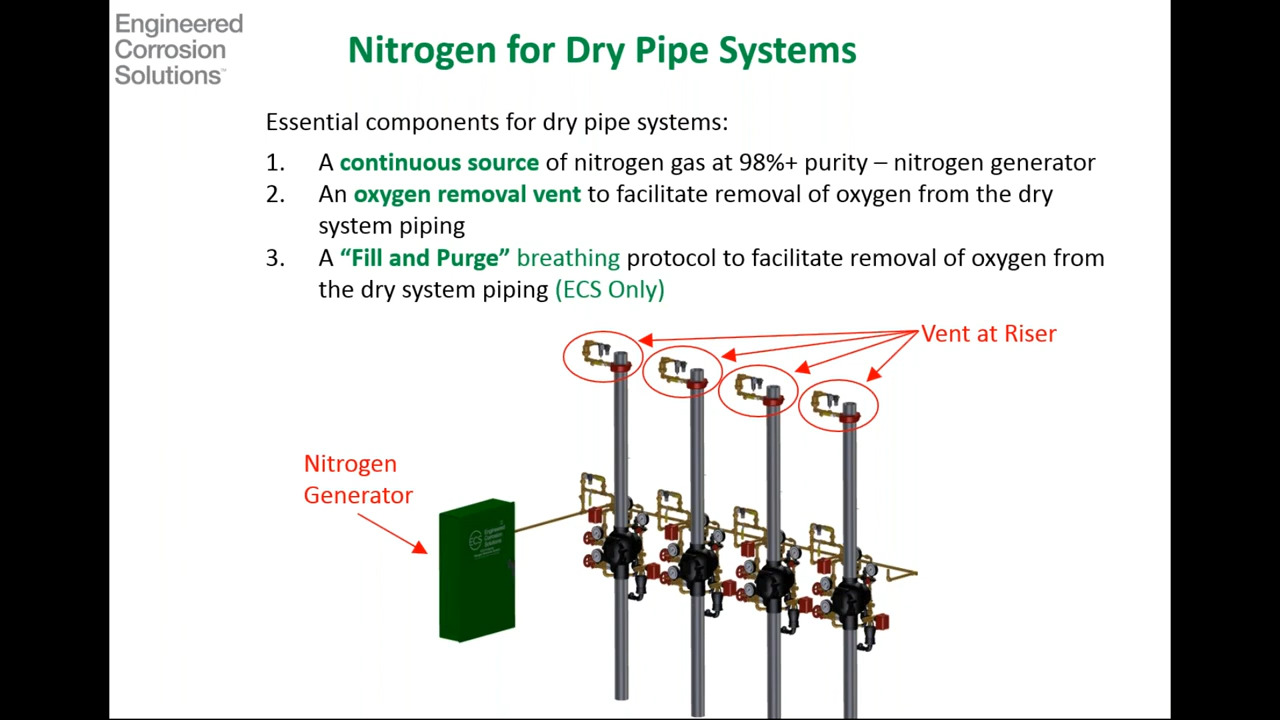 Engineered
Corrosion
Solutions™
Nitrogen for Dry Pipe Systems
Essential components for dry pipe systems:
1. A continuous source of nitrogen gas at 98%+ purity – nitrogen generator
2. An oxygen removal vent to facilitate removal of oxygen from the dry
system piping
3. A “Fill and Purge” breathing protocol to facilitate removal of oxygen from
the dry system piping (ECS Only)
Vent at Riser
Nitrogen
Generator
Engineered
Corrosion
Solutions